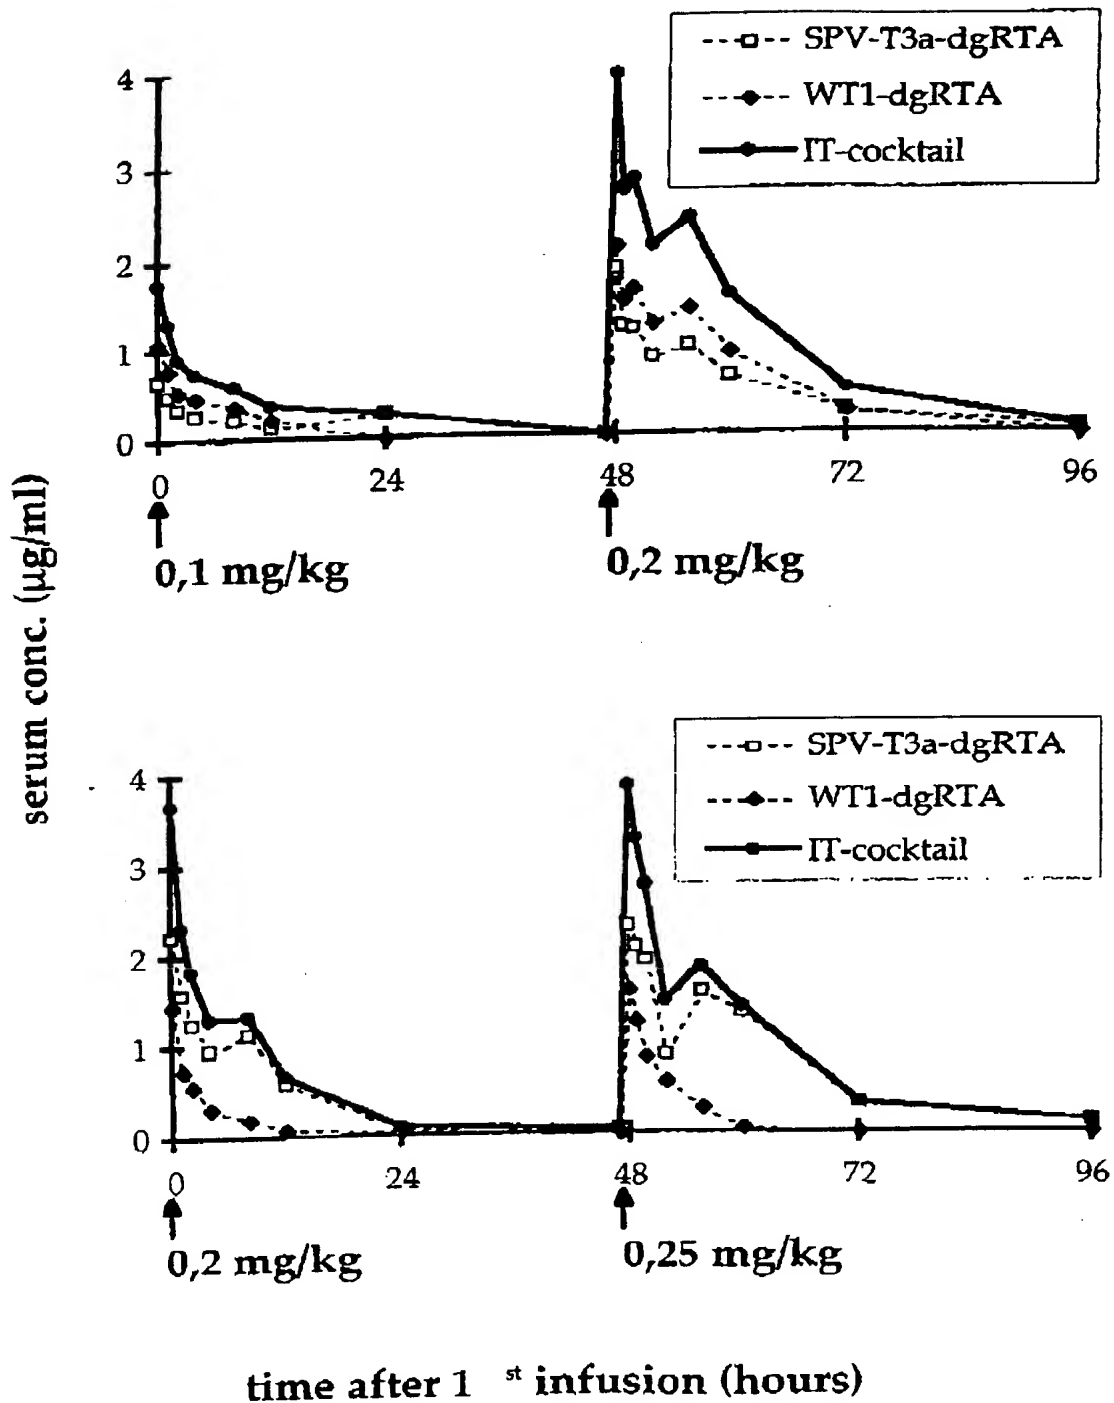 SPV-T3a-dgRTA
WT1-dgRTA
IT-cocktail
4
3
2
1
0
0
24
48
72
96
0,1 mg/kg
0,2 mg/kg
serum conc. (µg/ml)
SPV-T3a-dgRTA
WT1-dgRTA
IT-cocktail
4
3
2
1
0
0
24
48
72
96
0,2 mg/kg
0,25 mg/kg
time after 1 st infusion (hours)